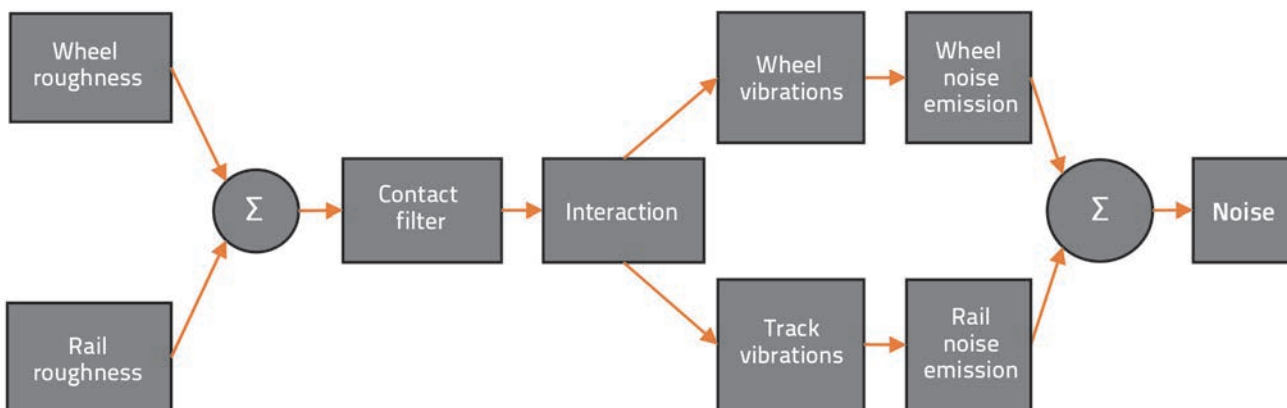 Wheel
roughness
Rail
roughness
Σ
Contact
filter
Interaction
Wheel
vibrations
Wheel
noise
emission
Track
vibrations
Rail
noise
emission
Σ
Noise